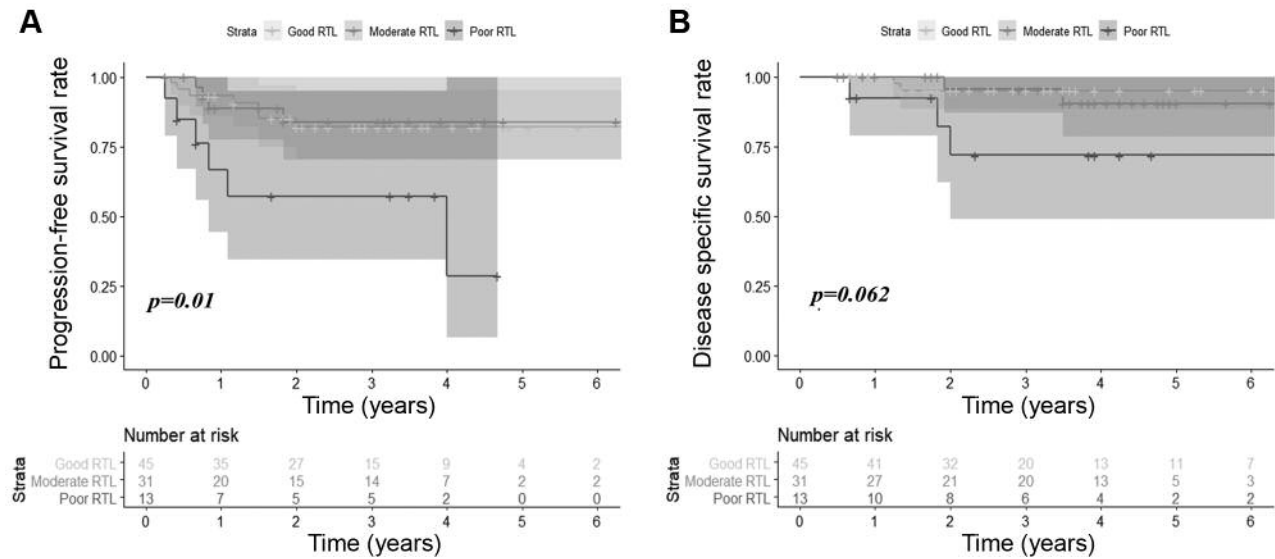 A
Strata Good RTL Moderate RTL Poor RTL
Progression-free survival rate
1.00
0.75
0.50
0.25
0.00
p=0.01
0 1 2 3 4 5 6
Time (years)
Number at risk
Strata
Good RTL 45 35 27 15 9 4 2
Moderate RTL 31 20 15 14 7 2 2
Poor RTL 13 7 5 5 2 0 0
0 1 2 3 4 5 6
Time (years)
B
Strata Good RTL Moderate RTL Poor RTL
Disease specific survival rate
1.00
0.75
0.50
0.25
0.00
p=0.062
0 1 2 3 4 5 6
Time (years)
Number at risk
Strata
Good RTL 45 41 32 20 13 11 7
Moderate RTL 31 27 21 20 13 5 3
Poor RTL 13 10 8 6 4 2 2
0 1 2 3 4 5 6
Time (years)